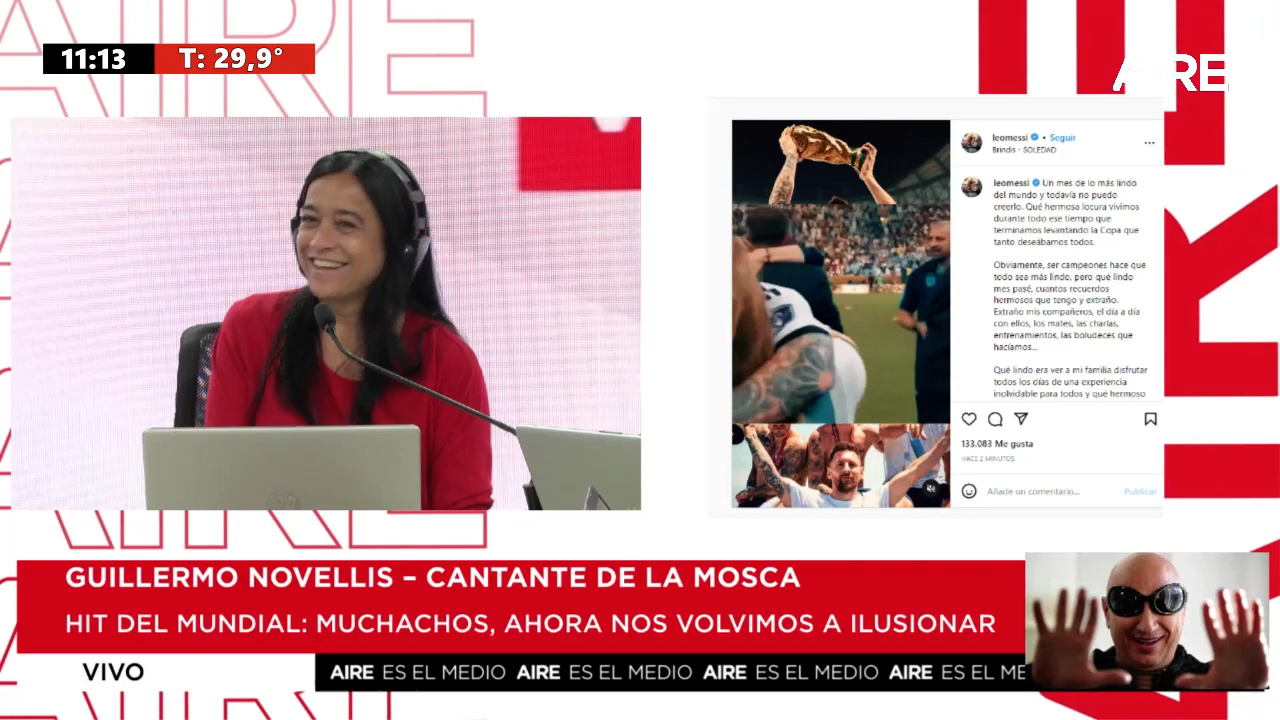 11:13
T: 29,9°
AIRE
leomessi • Seguir
Brindis - SOLEDAD
leomessi Un mes de lo más lindo
del mundo y todavía no puedo
creerlo. Qué hermosa locura vivimos
durante todo ese tiempo que
terminamos levantando la Copa que
tanto deseábamos todos.
Obviamente, ser campeones hace que
todo sea más lindo, pero qué lindo
mes pasé, cuantos recuerdos
hermosos que tengo y extraño.
Extraño mis compañeros, el día a día
con ellos, los mates, las charlas,
entrenamientos, las boludeces que
hacíamos...
Qué lindo era ver a mi familia disfrutar
todos los días de una experiencia
inolvidable para todos y qué hermoso
133.083 Me gusta
HACE 2 MINUTOS
Añade un comentario... Publicar
GUILLERMO NOVELLIS – CANTANTE DE LA MOSCA
HIT DEL MUNDIAL: MUCHACHOS, AHORA NOS VOLVIMOS A ILUSIONAR
VIVO
AIRE ES EL MEDIO AIRE ES EL MEDIO AIRE ES EL MEDIO AIRE ES EL ME